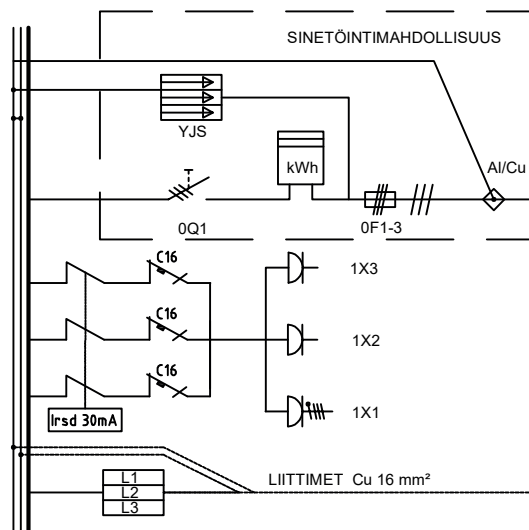 SINETÖINTIMAHDOLLISUUS
YJS
kWh
Al/Cu
0Q1
0F1-3
C16
1X3
C16
1X2
C16
1X1
Irsd 30mA
LIITTIMET Cu 16 mm²
L1
L2
L3